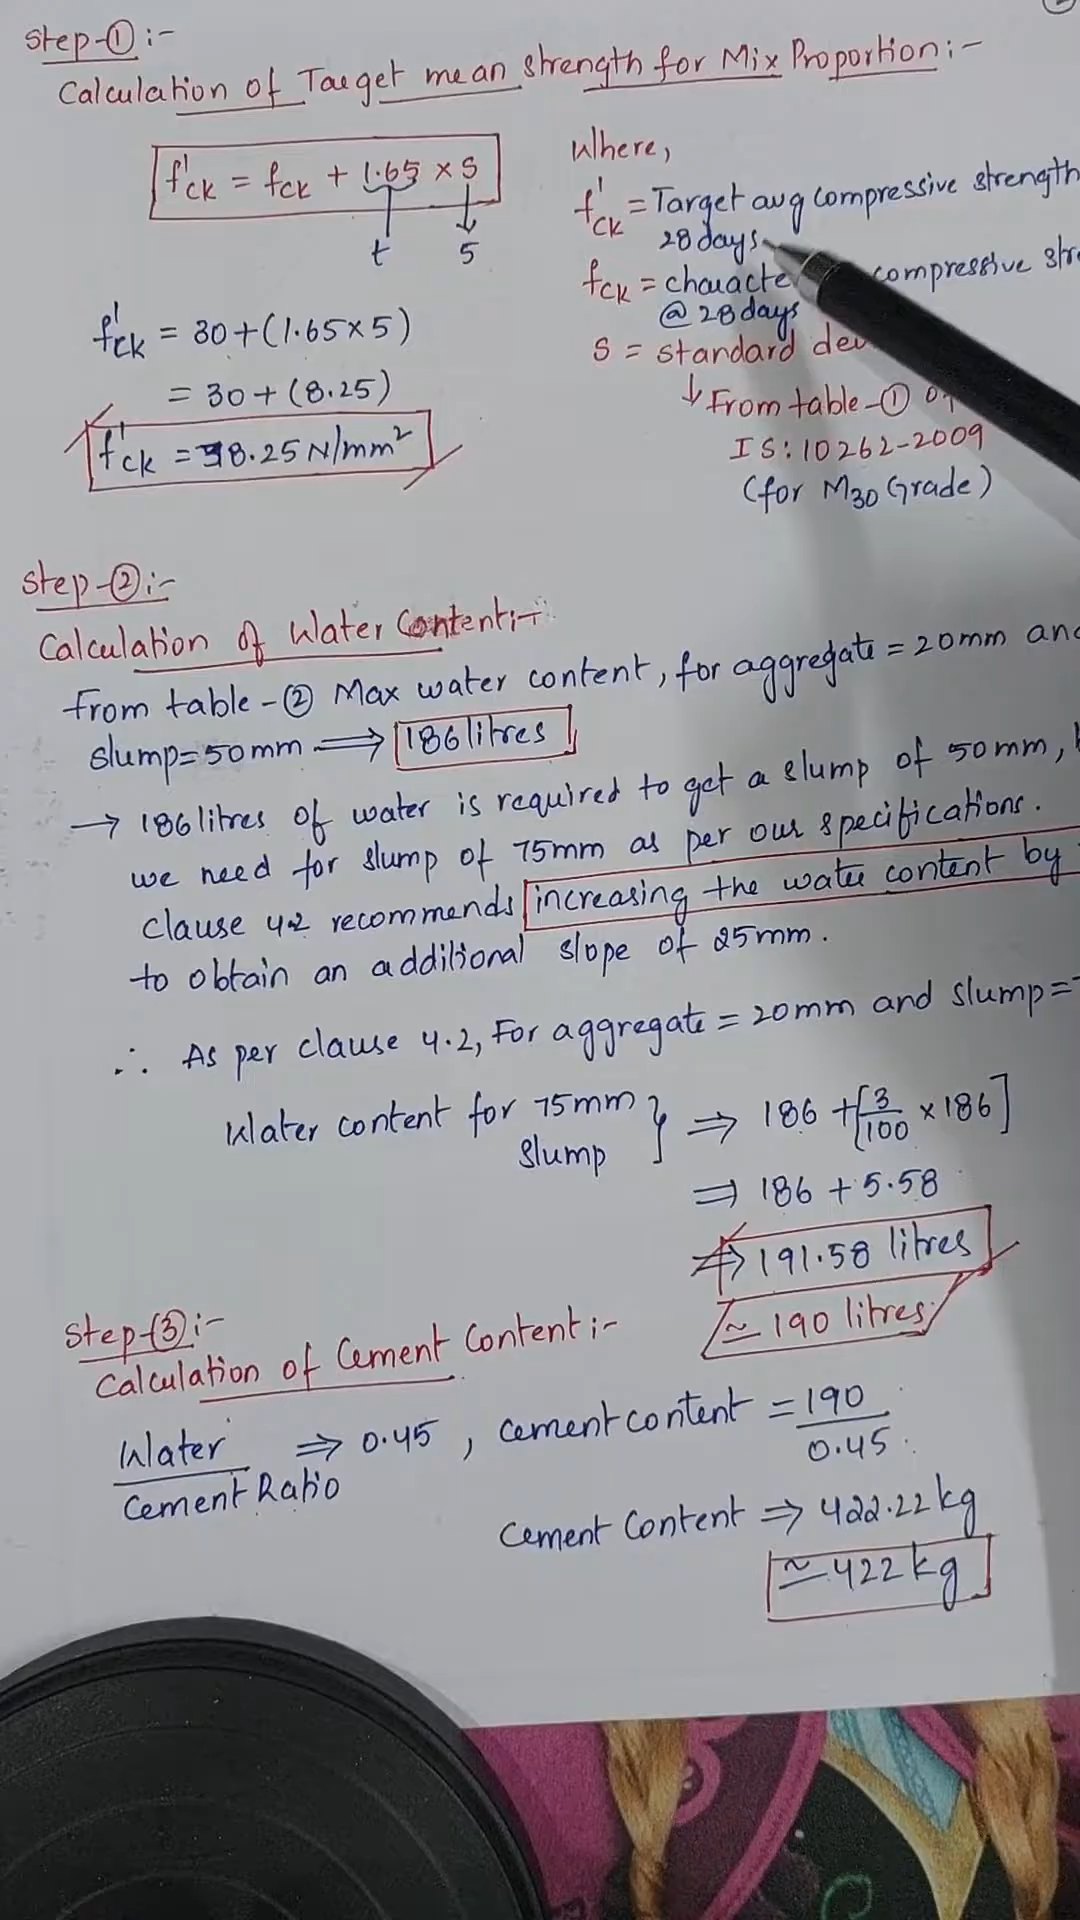 Step-①:-
Calculation of Target mean strength for Mix Proportion:-
f'ck = fck + 1.65 × S
t 5
Where,
f'ck = Target avg compressive strength
28 days
fck = characte compressive
@ 28 days
S = standard
↓ From table-①
IS:10262-2009
(for M30 Grade)
f'ck = 30+(1.65×5)
= 30+(8.25)
f'ck = 38.25 N/mm²
Step-②:-
Calculation of Water Content:-
from table-② Max water content, for aggregate = 20mm and
slump=50mm ⟹ 186 litres
→ 186 litres of water is required to get a slump of 50mm,
we need for slump of 75mm as per our specifications.
clause 4.2 recommends increasing the water content by
to obtain an additional slope of 25mm.
∴ As per clause 4.2, For aggregate = 20mm and slump=
Water content for 75mm } ⇒ 186 + [3/100 × 186]
slump
⇒ 186 + 5.58
⇒ 191.58 litres
≃ 190 litres
Step-③:-
Calculation of Cement Content:-
Water / Cement Ratio ⇒ 0.45, cement content = 190/0.45
Cement Content ⇒ 422.22 kg
≃ 422 kg